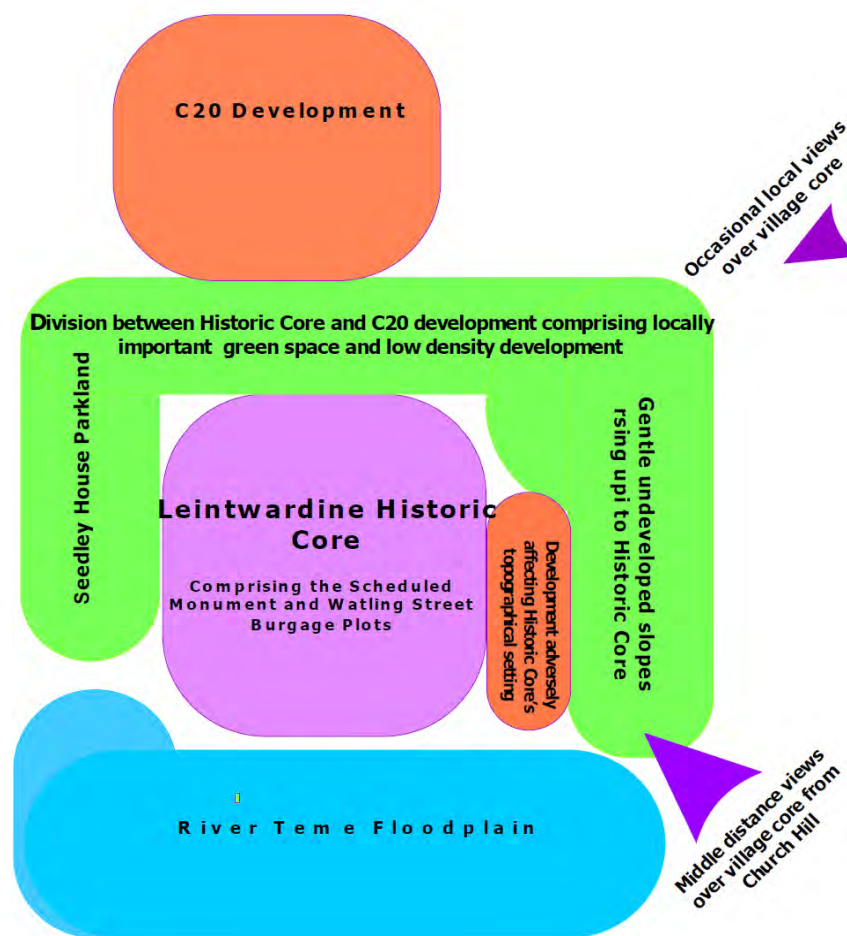 C20 Development
Occasional local views
over village core
Division between Historic Core and C20 development comprising locally
important green space and low density development
Seedley House Parkland
Gentle undeveloped slopes
rsing upi to Historic Core
Leintwardine Historic
Core
Comprising the Scheduled
Monument and Watling Street
Burgage Plots
Development adversely
affecting Historic Core's
topographical setting
River Teme Floodplain
Middle distance views
over village core from
Church Hill